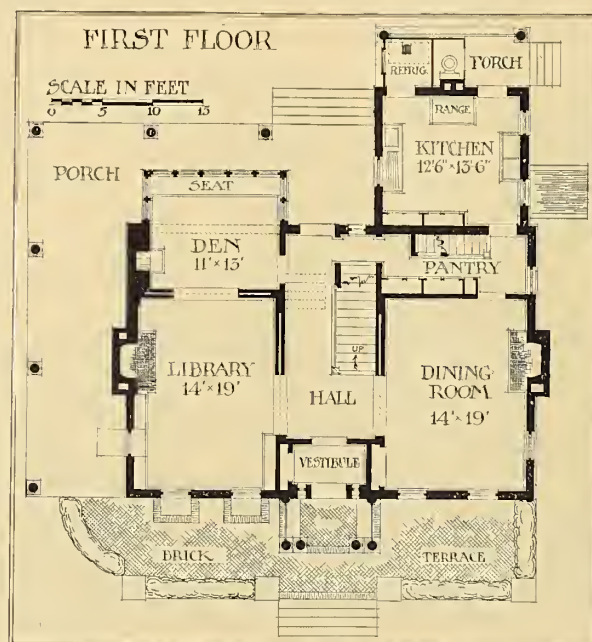 FIRST FLOOR
SCALE IN FEET
0 5 10 15
REFRIG.
PORCH
RANGE
KITCHEN
12'6" × 13'6"
PORCH
SEAT
DEN
11' × 13'
PANTRY
UP
LIBRARY
14' × 19'
HALL
DINING
ROOM
14' × 19'
VESTIBULE
BRICK
TERRACE